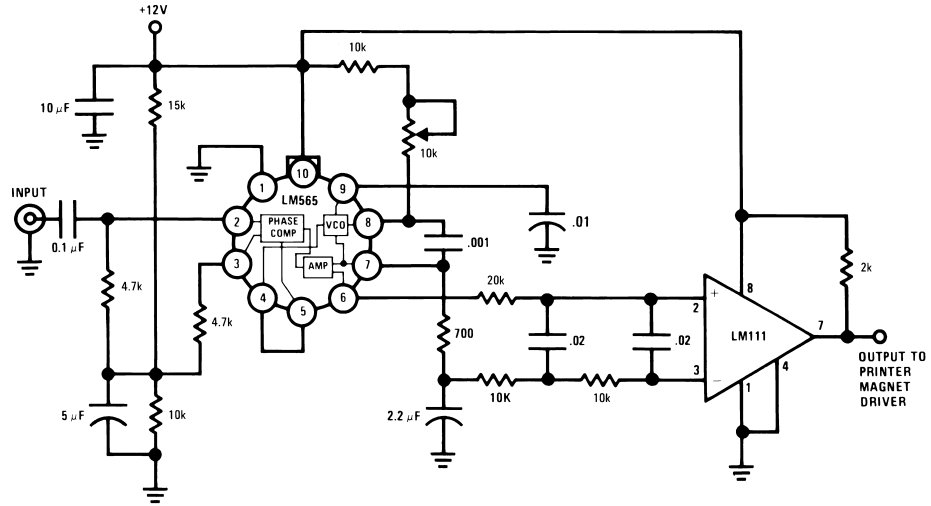 +12V
10k
10 μF
15k
10k
1
10
9
.01
LM565
INPUT
2
PHASE
COMP
VCO
8
0.1 μF
.001
3
AMP
7
2k
4.7k
4
5
6
20k
+
8
2
4.7k
700
.02
.02
LM111
7
3
−
4
OUTPUT TO
PRINTER
MAGNET
DRIVER
1
5 μF
10k
2.2 μF
10K
10k